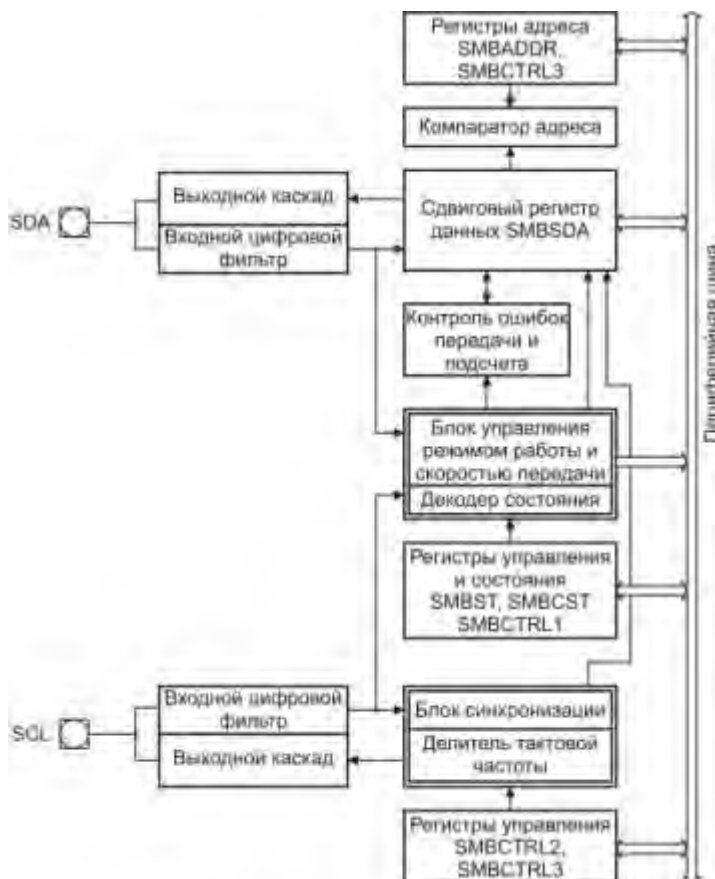 Регистры адреса
SMBADDR,
SMBCTRL3
Компаратор адреса
SDA
Выходной каскад
Входной цифровой
фильтр
Сдвиговый регистр
данных SMBSDA
Контроль ошибок
передачи и
подсчета
Периферийная шина
Блок управления
режимом работы и
скоростью передачи
Декодер состояния
Регистры управления
и состояния
SMBST, SMBCST
SMBCTRL1
SCL
Входной цифровой
фильтр
Выходной каскад
Блок синхронизации
Делитель тактовой
частоты
Регистры управления
SMBCTRL2,
SMBCTRL3